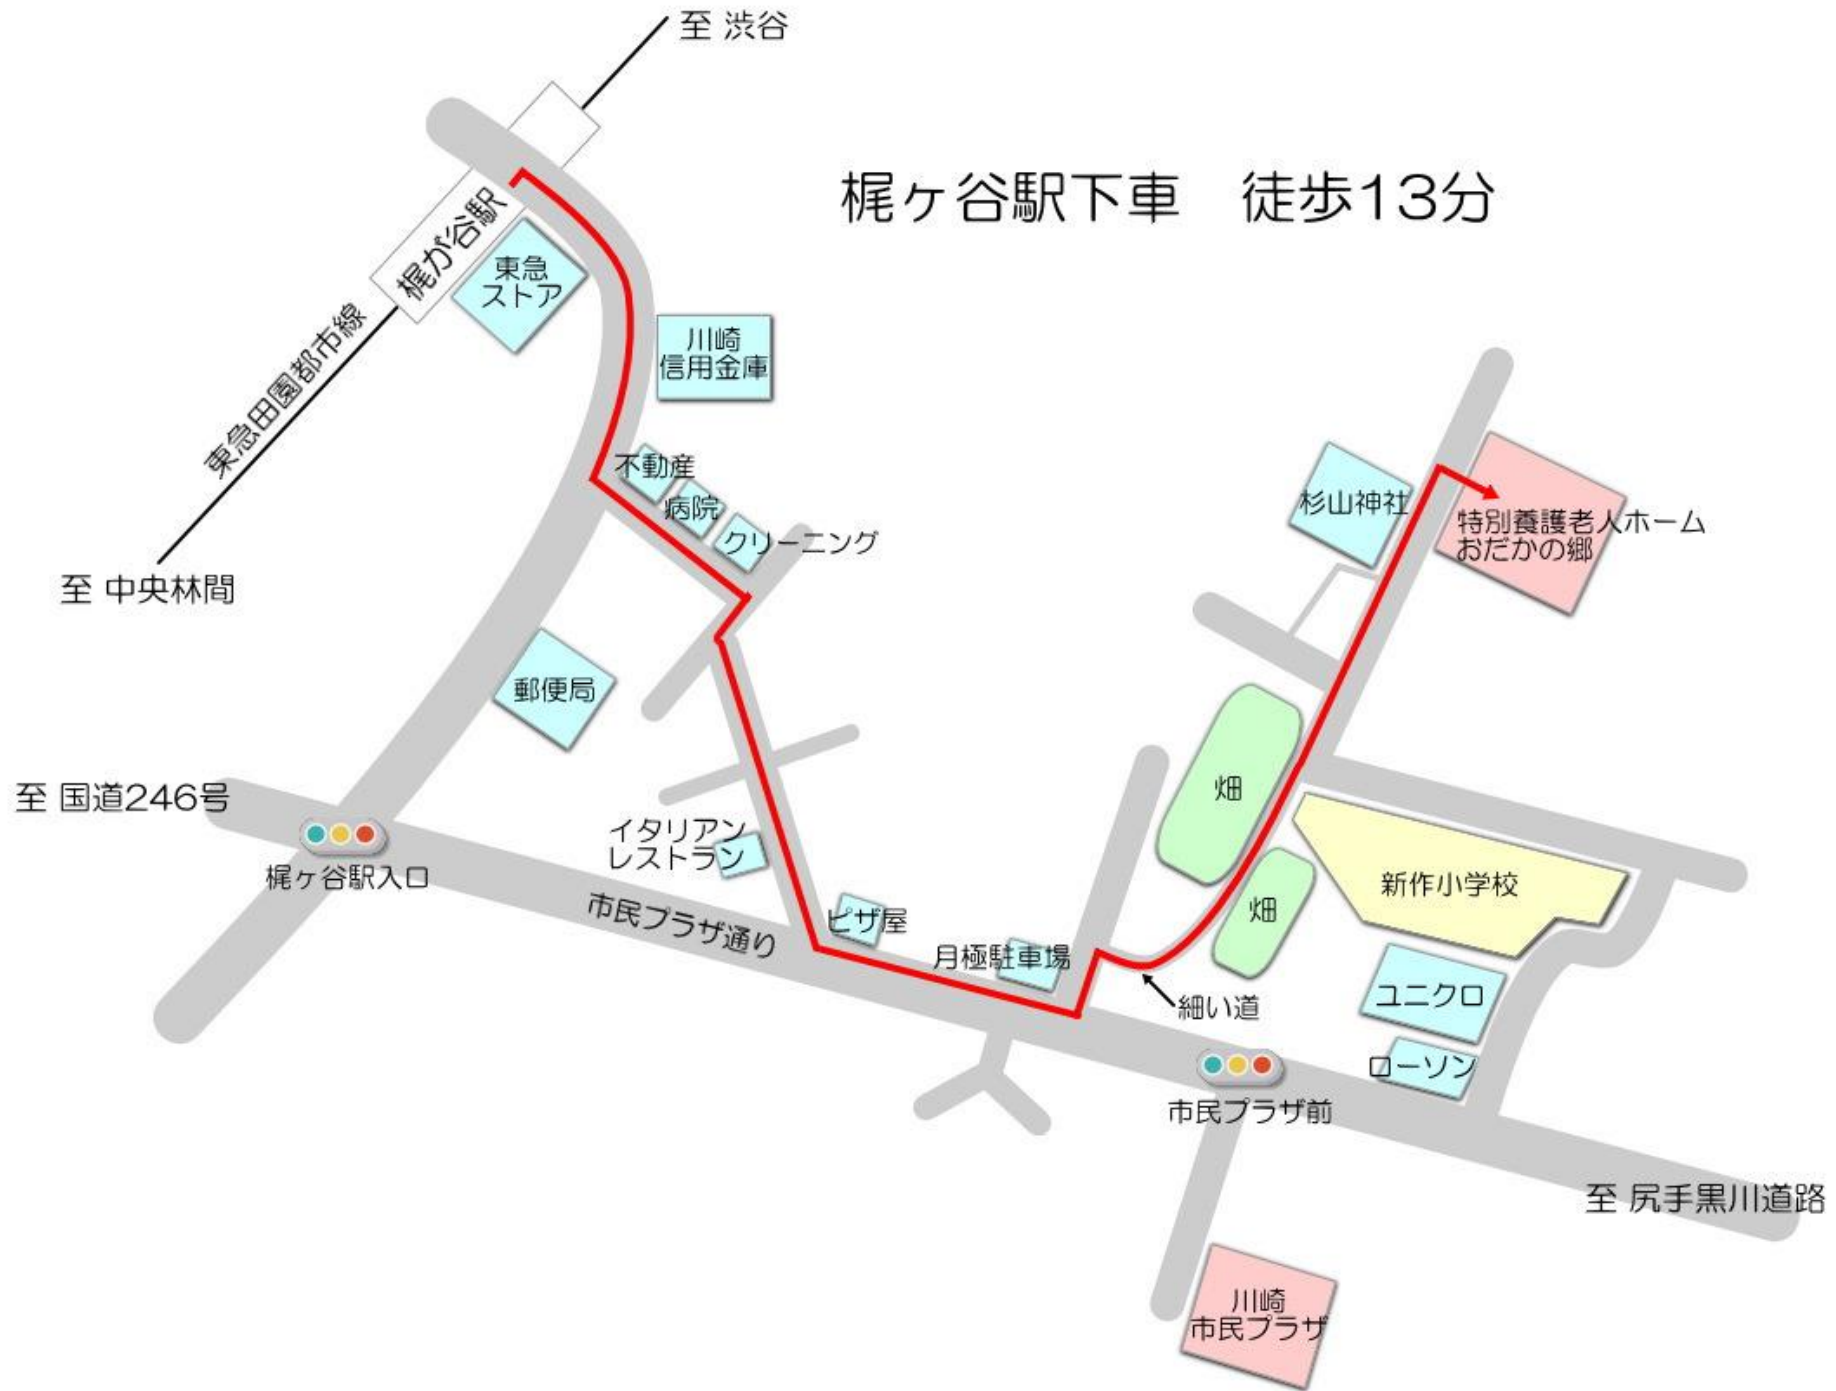 至 渋谷
梶ヶ谷駅下車　徒歩13分
梶が谷駅
東急
ストア
東急田園都市線
川崎
信用金庫
不動産
病院
クリーニング
杉山神社
特別養護老人ホーム
おだかの郷
至 中央林間
郵便局
至 国道246号
梶ヶ谷駅入口
イタリアン
レストラン
市民プラザ通り
ピザ屋
月極駐車場
畑
畑
新作小学校
細い道
ユニクロ
ローソン
市民プラザ前
至 尻手黒川道路
川崎
市民プラザ